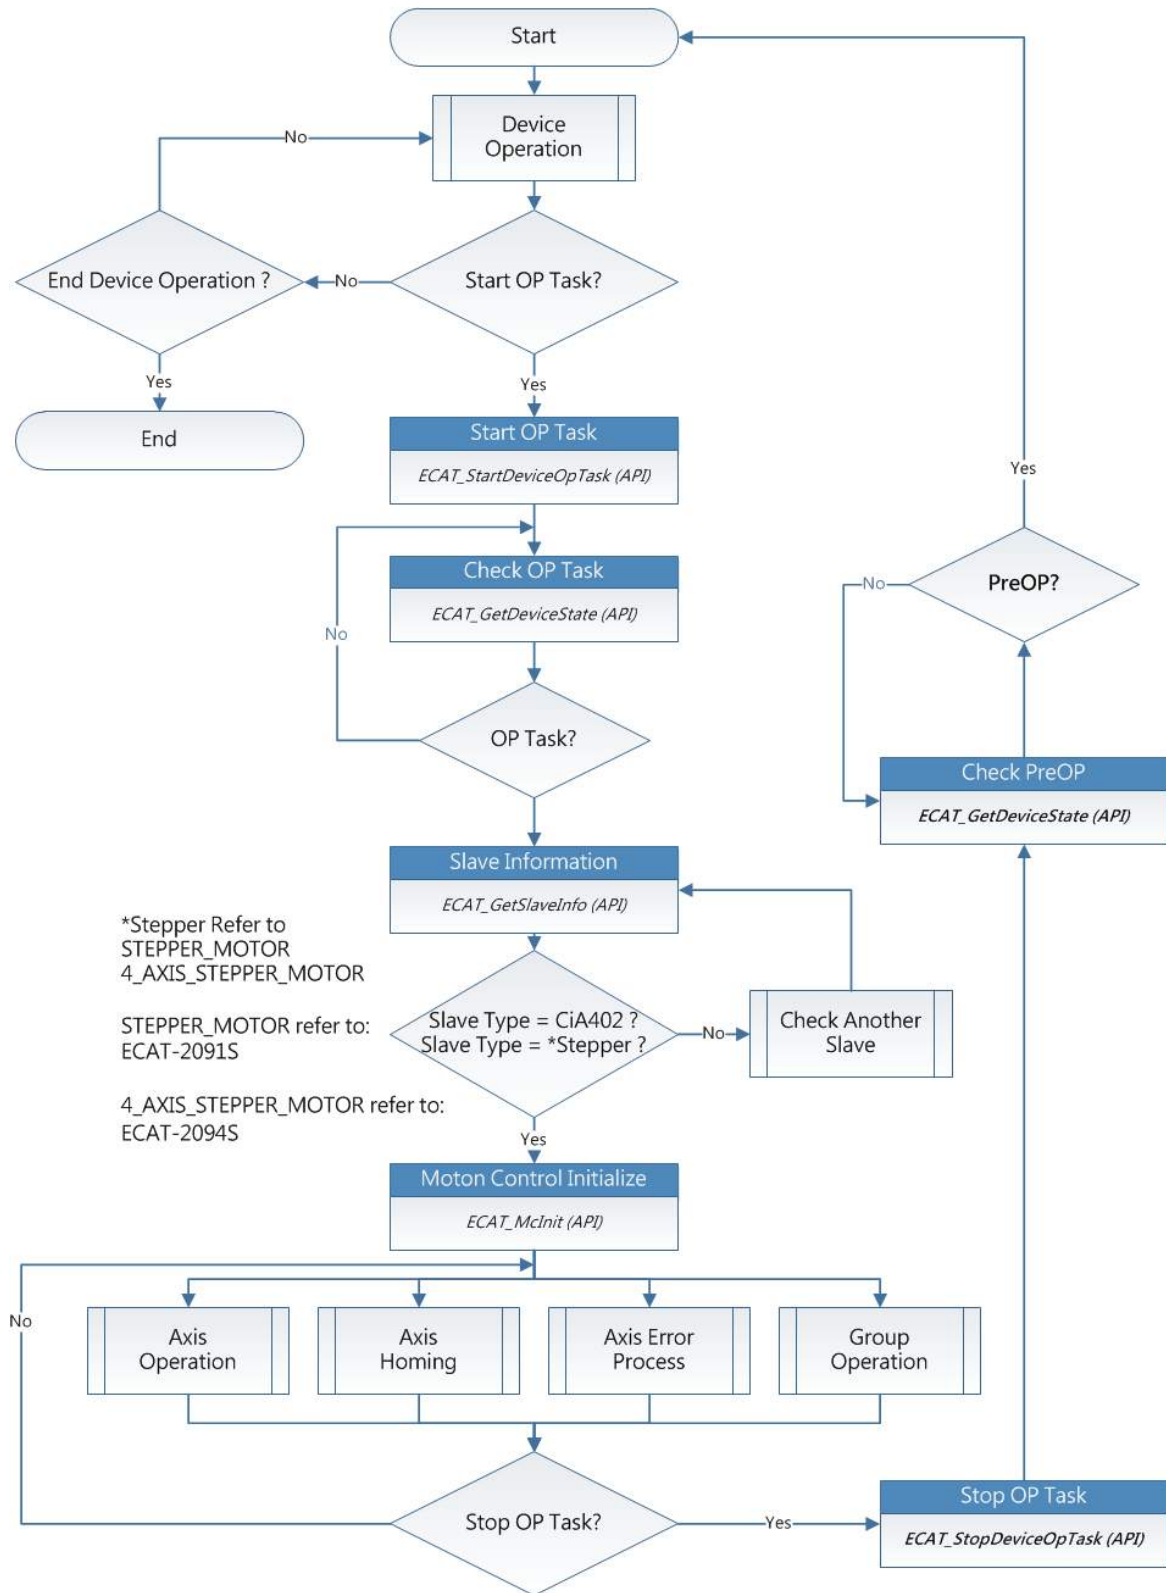 Start
Device
Operation
No
End Device Operation ?
No
Start OP Task?
Yes
Yes
End
Start OP Task
ECAT_StartDeviceOpTask (API)
Yes
Check OP Task
ECAT_GetDeviceState (API)
No
PreOP?
No
OP Task?
Check PreOP
ECAT_GetDeviceState (API)
Slave Information
ECAT_GetSlaveInfo (API)
*Stepper Refer to
STEPPER_MOTOR
4_AXIS_STEPPER_MOTOR
STEPPER_MOTOR refer to:
ECAT-2091S
4_AXIS_STEPPER_MOTOR refer to:
ECAT-2094S
Slave Type = CiA402 ?
Slave Type = *Stepper ?
No
Check Another
Slave
Yes
Moton Control Initialize
ECAT_McInit (API)
No
Axis
Operation
Axis
Homing
Axis Error
Process
Group
Operation
Stop OP Task?
Yes
Stop OP Task
ECAT_StopDeviceOpTask (API)